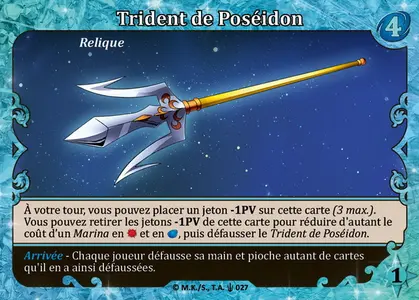 Trident de Poséidon
4
Relique
À votre tour, vous pouvez placer un jeton -1PV sur cette carte (3 max.).
Vous pouvez retirer les jetons -1PV de cette carte pour réduire d'autant le
coût d'un Marina en et en , puis défausser le Trident de Poséidon.
Arrivée - Chaque joueur défausse sa main et pioche autant de cartes
qu'il en a ainsi défaussées.
1
© M.K./S., T.A. 027